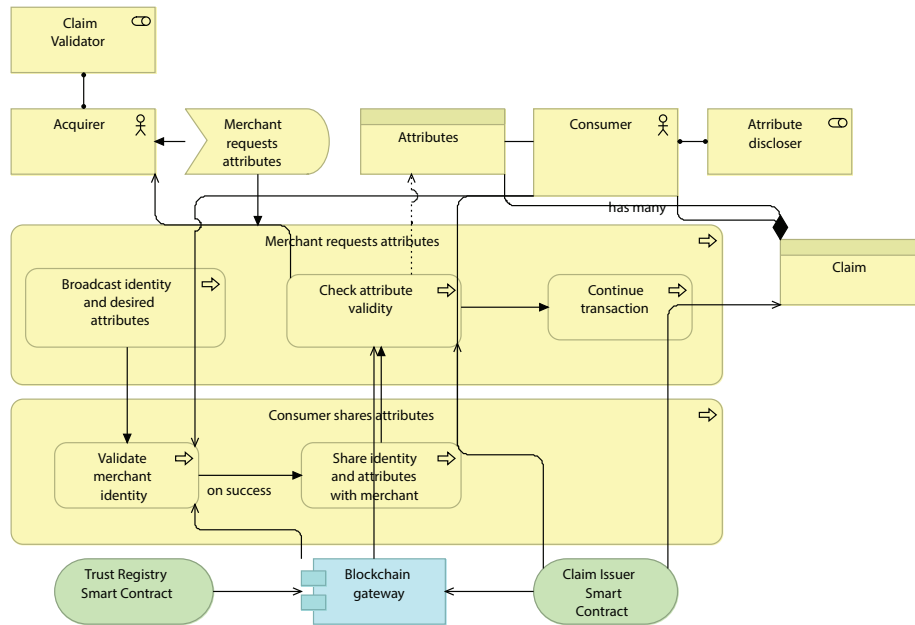 Claim
Validator
Acquirer
Merchant
requests
attributes
Attributes
Consumer
Atrribute
discloser
has many
Merchant requests attributes
Claim
Broadcast identity
and desired
attributes
Check attribute
validity
Continue
transaction
Consumer shares attributes
Validate
merchant
identity
on success
Share identity
and attributes
with merchant
Trust Registry
Smart Contract
Blockchain
gateway
Claim Issuer
Smart
Contract